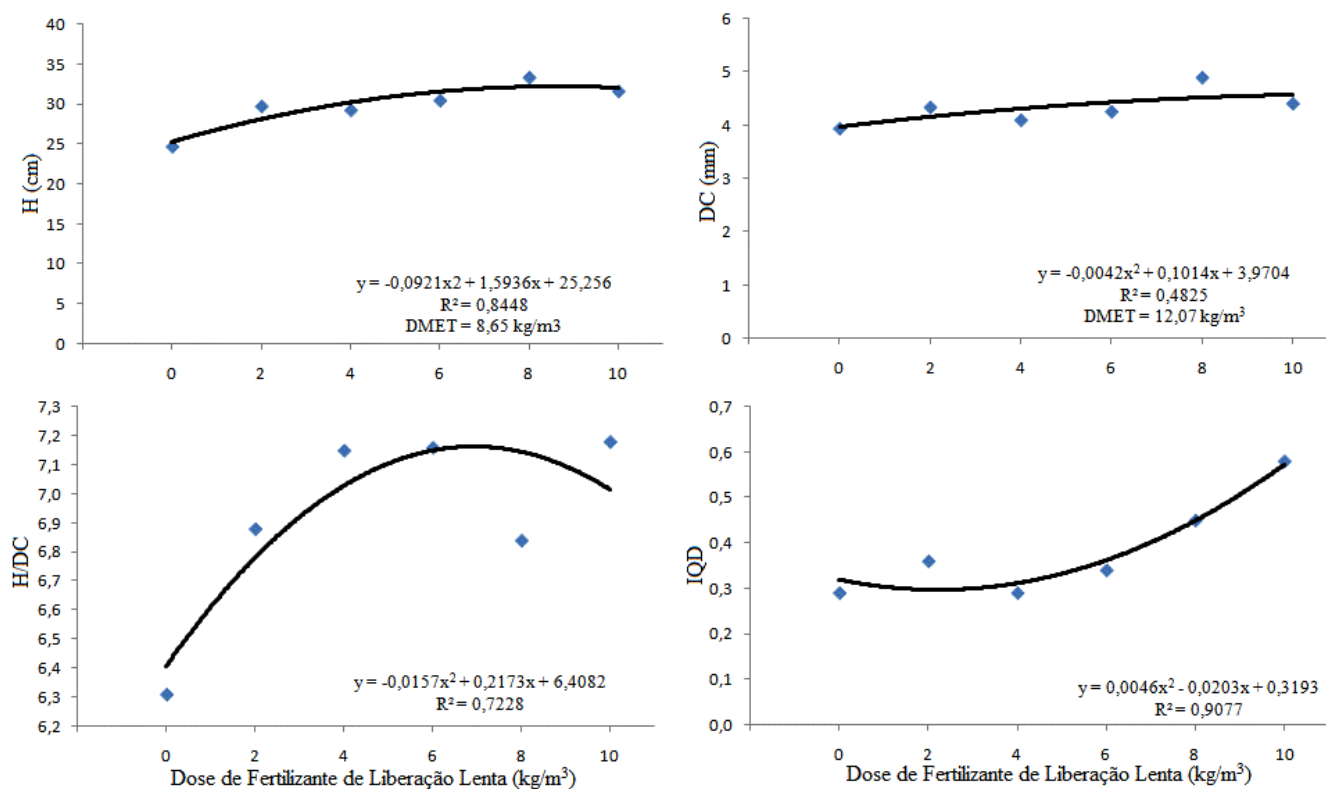 40
35
30
25
20
15
10
5
0
H (cm)
y = -0,0921x2 + 1,5936x + 25,256
R² = 0,8448
DMET = 8,65 kg/m3
0 2 4 6 8 10
6
5
4
3
2
1
0
DC (mm)
y = -0,0042x² + 0,1014x + 3,9704
R² = 0,4825
DMET = 12,07 kg/m³
0 2 4 6 8 10
7,3
7,2
7,1
7,0
6,9
6,8
6,7
6,6
6,5
6,4
6,3
6,2
H/DC
y = -0,0157x² + 0,2173x + 6,4082
R² = 0,7228
0 2 4 6 8 10
Dose de Fertilizante de Liberação Lenta (kg/m³)
0,7
0,6
0,5
0,4
0,3
0,2
0,1
0,0
IQD
y = 0,0046x² - 0,0203x + 0,3193
R² = 0,9077
0 2 4 6 8 10
Dose de Fertilizante de Liberação Lenta (kg/m³)